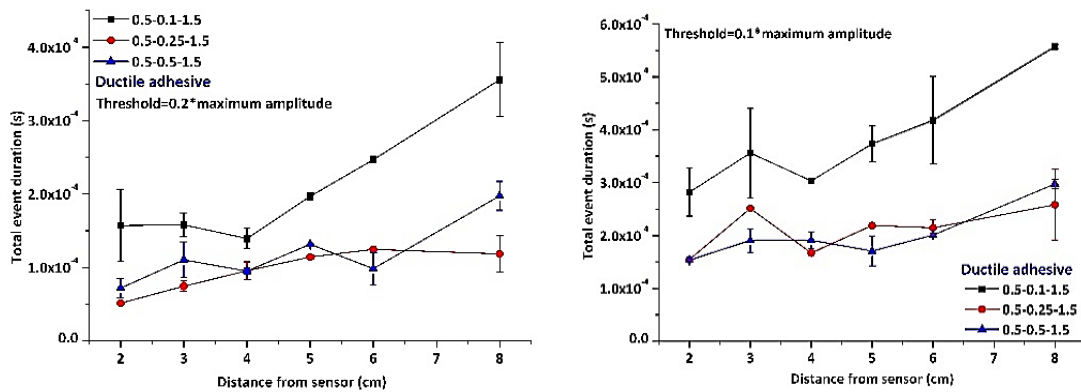 0.5-0.1-1.5
0.5-0.25-1.5
0.5-0.5-1.5
Ductile adhesive
Threshold=0.2*maximum amplitude
Total event duration (s)
4.0x10⁻⁴
3.0x10⁻⁴
2.0x10⁻⁴
1.0x10⁻⁴
0.0
2 3 4 5 6 7 8
Distance from sensor (cm)
Threshold=0.1*maximum amplitude
Total event duration (s)
6.0x10⁻⁴
5.0x10⁻⁴
4.0x10⁻⁴
3.0x10⁻⁴
2.0x10⁻⁴
1.0x10⁻⁴
0.0
Ductile adhesive
0.5-0.1-1.5
0.5-0.25-1.5
0.5-0.5-1.5
2 3 4 5 6 7 8
Distance from sensor (cm)